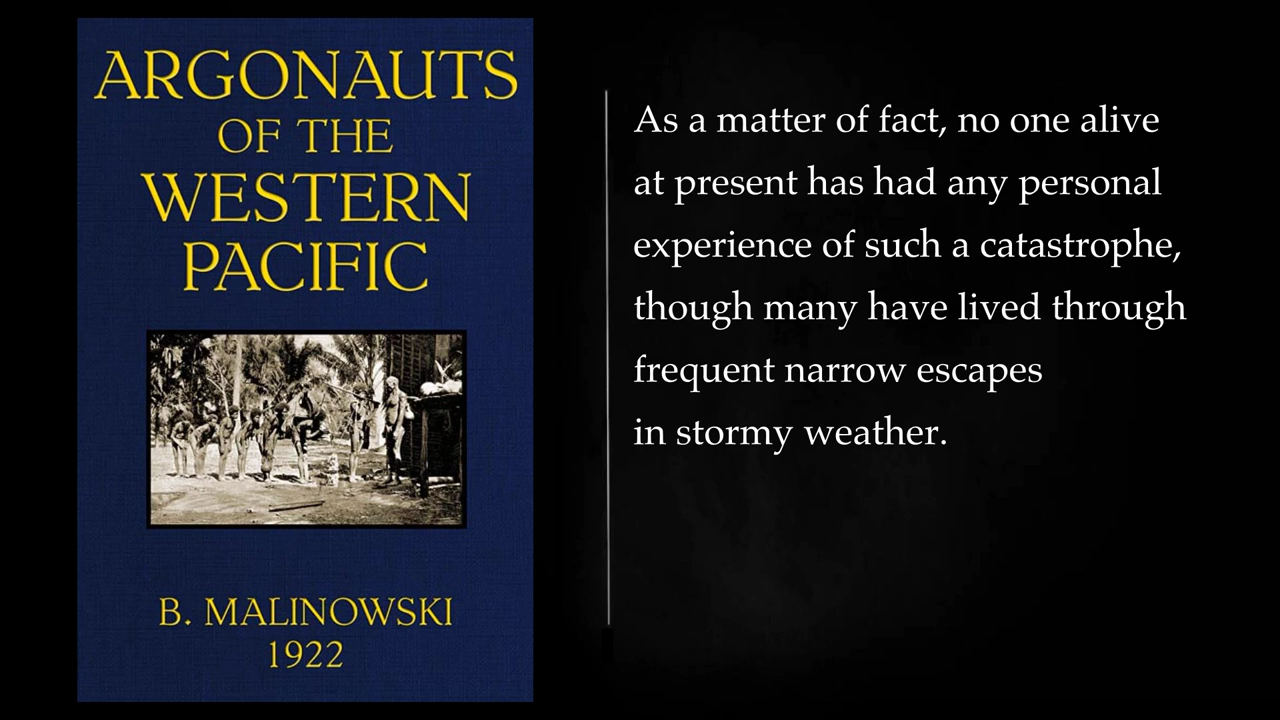 ARGONAUTS
OF THE
WESTERN
PACIFIC
B. MALINOWSKI
1922
As a matter of fact, no one alive
at present has had any personal
experience of such a catastrophe,
though many have lived through
frequent narrow escapes
in stormy weather.